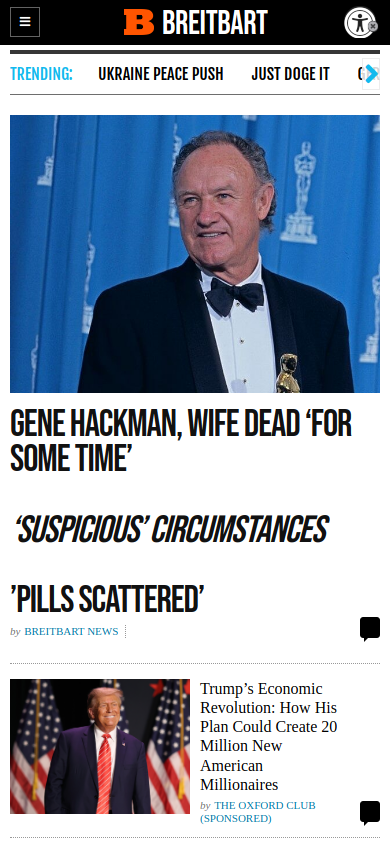 B BREITBART
TRENDING:
UKRAINE PEACE PUSH
JUST DOGE IT
GENE HACKMAN, WIFE DEAD ‘FOR
SOME TIME’
‘SUSPICIOUS’ CIRCUMSTANCES
’PILLS SCATTERED’
by BREITBART NEWS
Trump’s Economic
Revolution: How His
Plan Could Create 20
Million New
American
Millionaires
by THE OXFORD CLUB
(SPONSORED)